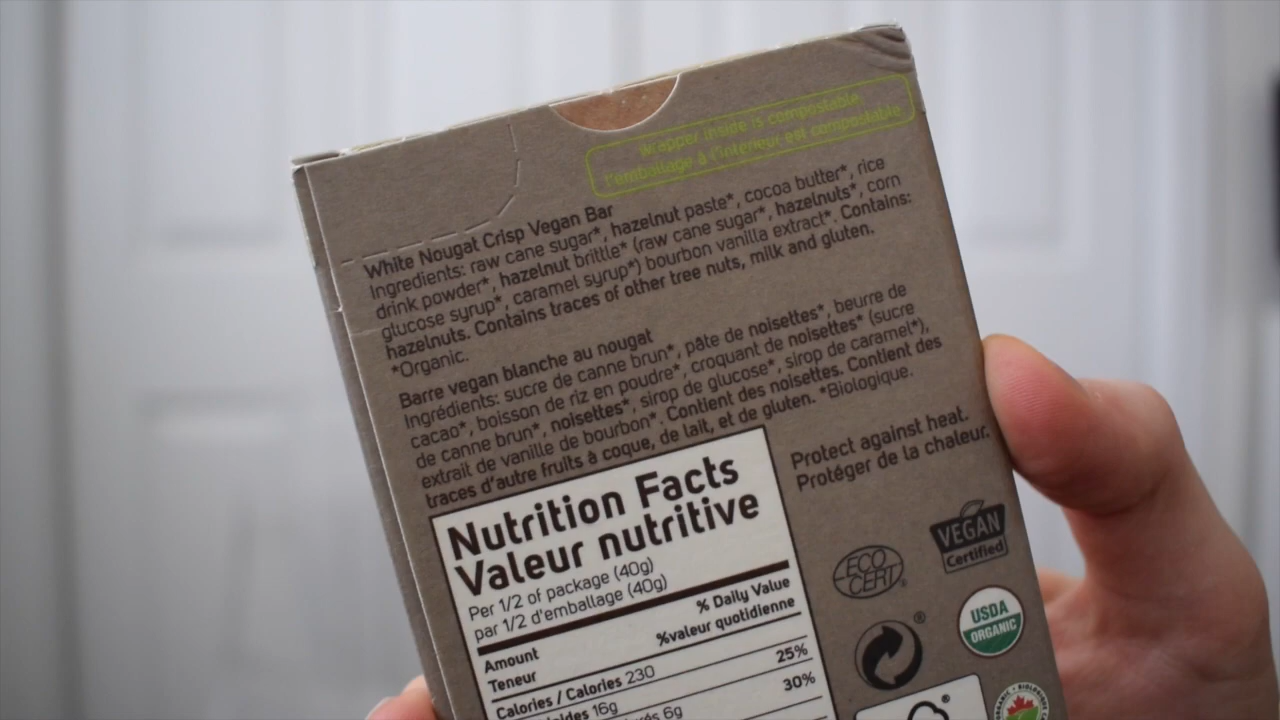 wrapper inside is compostable
l'emballage à l'intérieur est compostable
White Nougat Crisp Vegan Bar
Ingredients: raw cane sugar*, hazelnut paste*, cocoa butter*, rice
drink powder*, hazelnut brittle* (raw cane sugar*, hazelnuts*, corn
glucose syrup*, caramel syrup*) bourbon vanilla extract*. Contains:
hazelnuts. Contains traces of other tree nuts, milk and gluten.
*Organic.
Barre vegan blanche au nougat
Ingrédients: sucre de canne brun*, pâte de noisettes*, beurre de
cacao*, boisson de riz en poudre*, croquant de noisettes* (sucre
de canne brun*, noisettes*, sirop de glucose*, sirop de caramel*),
extrait de vanille de bourbon*. Contient des noisettes. Contient des
traces d'autre fruits à coque, de lait, et de gluten. *Biologique.
Protect against heat.
Protéger de la chaleur.
Nutrition Facts
Valeur nutritive
Per 1/2 of package (40g)
par 1/2 d'emballage (40g)
% Daily Value
%valeur quotidienne
Amount
Teneur
Calories / Calories 230
25%
16g
30%
6g
ECO
CERT
VEGAN
Certified
USDA
ORGANIC